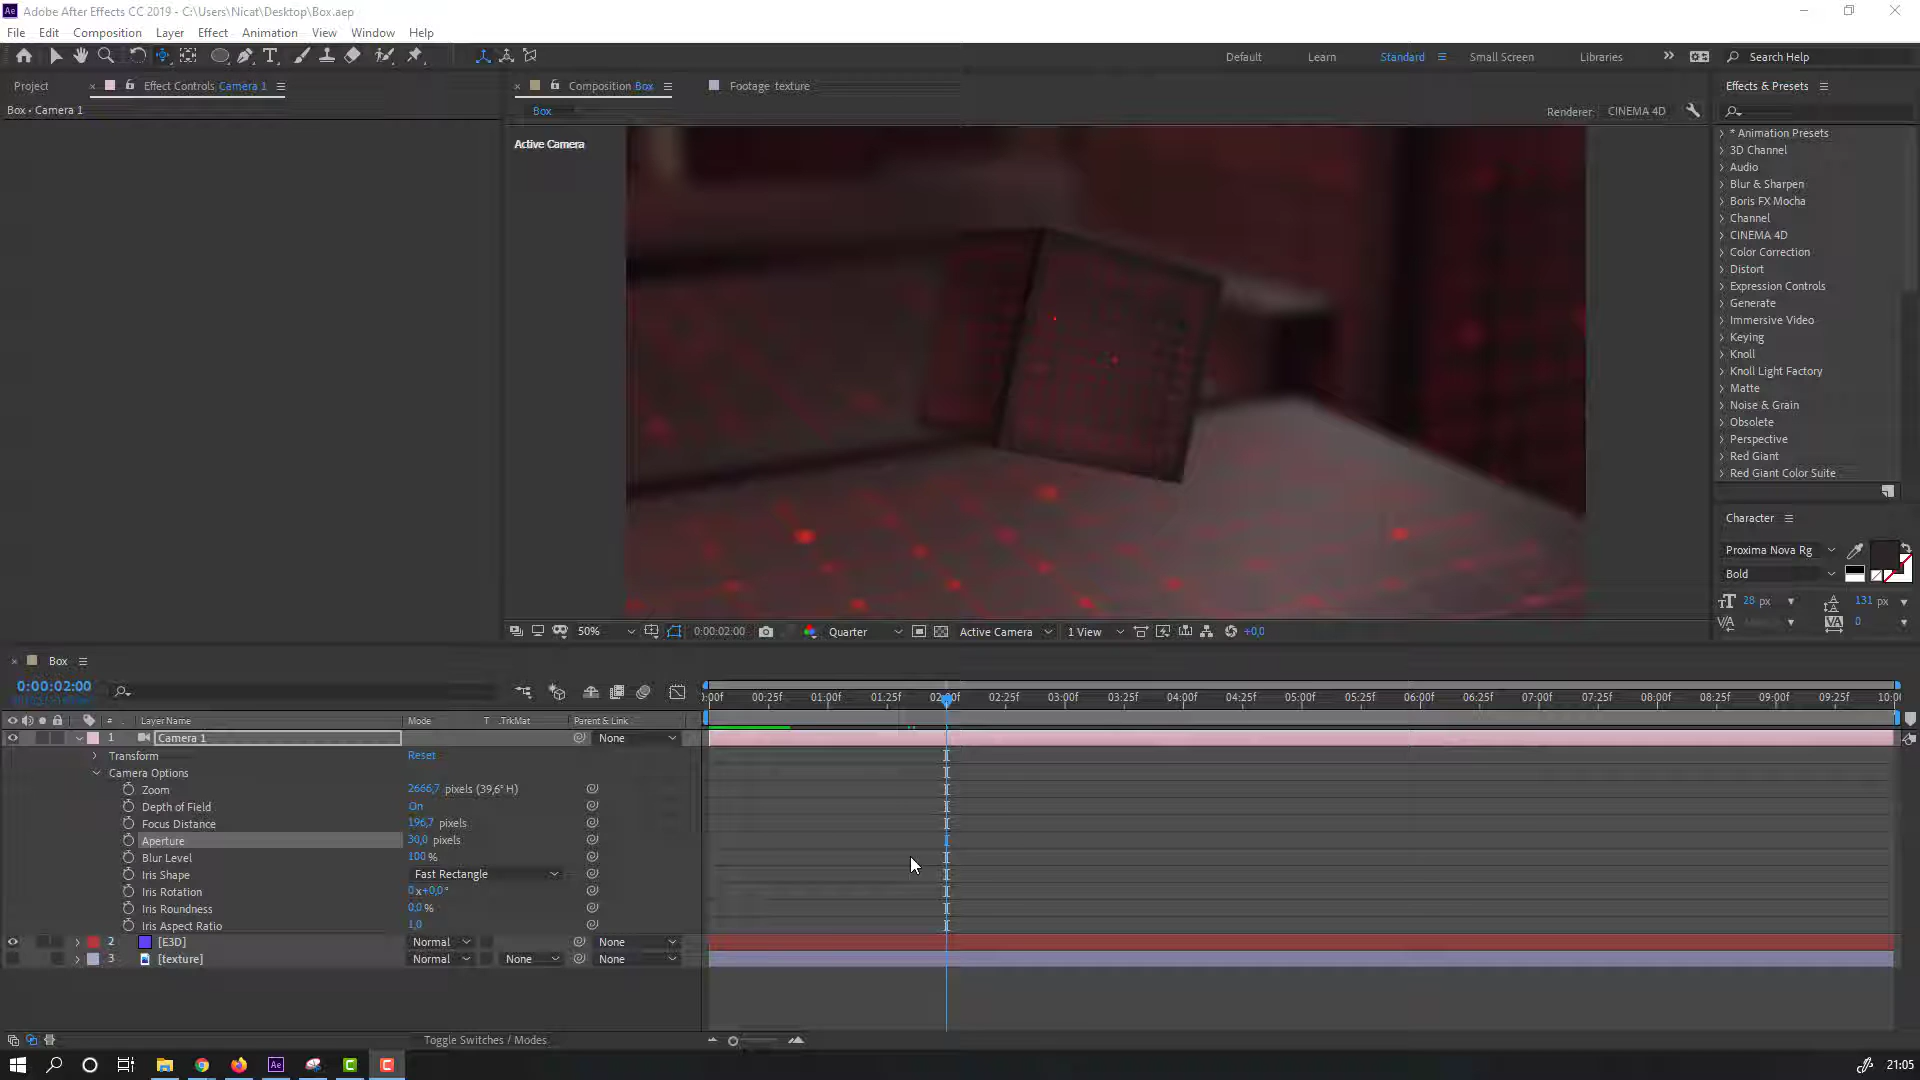 Adobe After Effects CC 2019 - C:\Users\Nicat\Desktop\Box.aep
File Edit Composition Layer Effect Animation View Window Help
Default Learn Standard Small Screen Libraries Search Help
Project Effect Controls Camera 1 Composition Box Footage texture Effects & Presets
Box • Camera 1
Box
Renderer: CINEMA 4D
Active Camera
* Animation Presets
3D Channel
Audio
Blur & Sharpen
Boris FX Mocha
Channel
CINEMA 4D
Color Correction
Distort
Expression Controls
Generate
Immersive Video
Keying
Knoll
Knoll Light Factory
Matte
Noise & Grain
Obsolete
Perspective
Red Giant
Red Giant Color Suite
Character
Proxima Nova Rg
Bold
28 px 131 px
0
50% 0:00:02:00 Quarter Active Camera 1 View +0,0
Box
0:00:02:00
:00f 00:25f 01:00f 01:25f 02:00f 02:25f 03:00f 03:25f 04:00f 04:25f 05:00f 05:25f 06:00f 06:25f 07:00f 07:25f 08:00f 08:25f 09:00f 09:25f 10:0
# Layer Name Mode T .TrkMat Parent & Link
1 Camera 1 None
Transform Reset
Camera Options
Zoom 2666,7 pixels (39,6° H)
Depth of Field On
Focus Distance 196,7 pixels
Aperture 30,0 pixels
Blur Level 100 %
Iris Shape Fast Rectangle
Iris Rotation 0 x +0,0 °
Iris Roundness 0,0 %
Iris Aspect Ratio 1,0
2 [E3D] Normal None
3 [texture] Normal None None
Toggle Switches / Modes
21:05